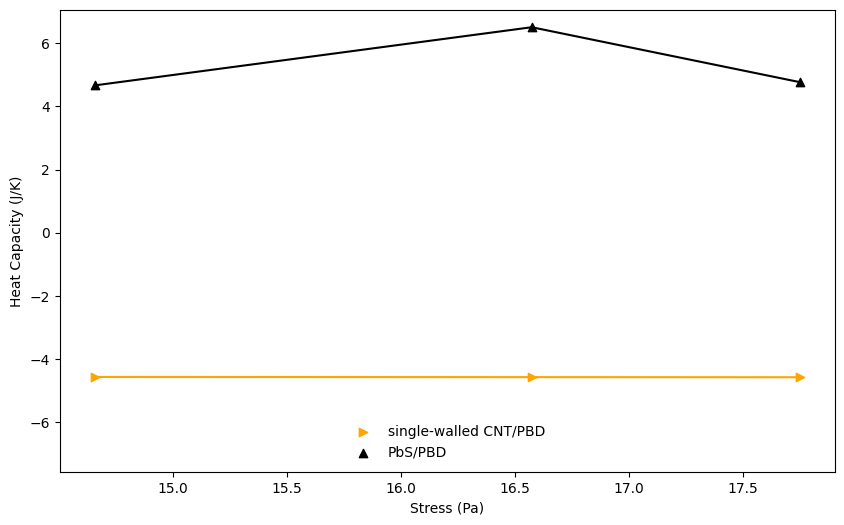 6
4
2
0
−2
−4
−6
Heat Capacity (J/K)
single-walled CNT/PBD
PbS/PBD
15.0 15.5 16.0 16.5 17.0 17.5
Stress (Pa)